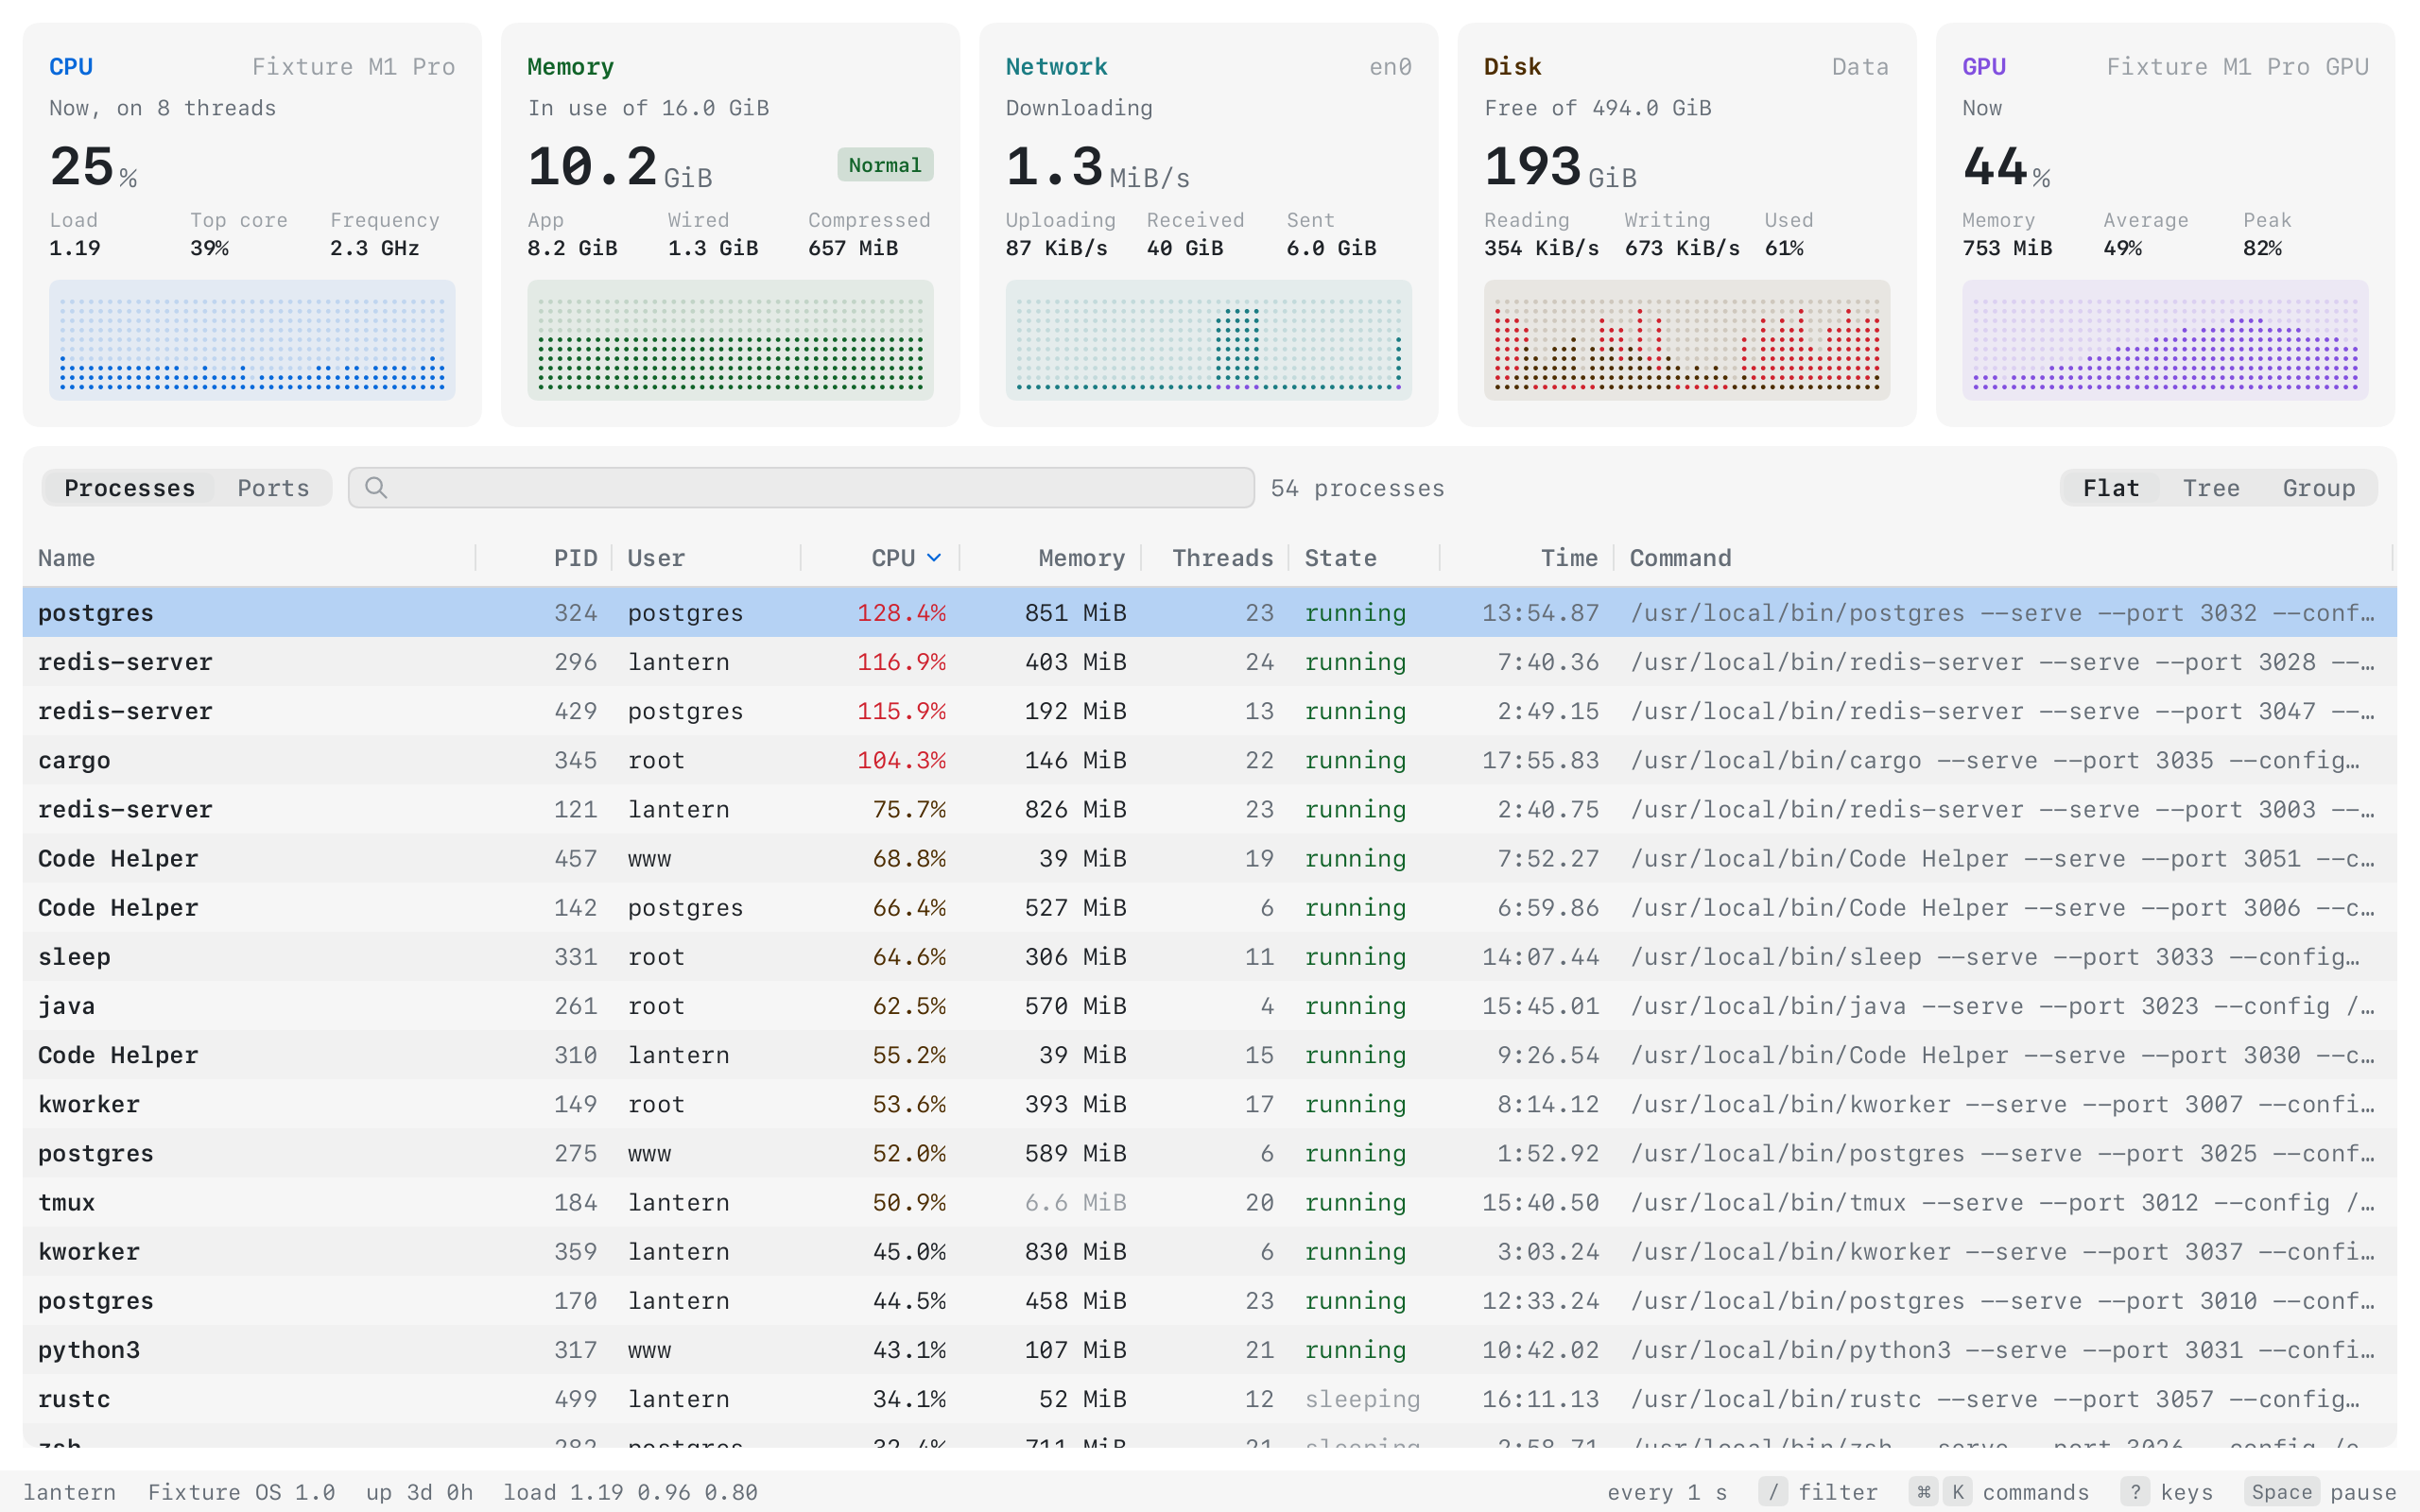 CPU Fixture M1 Pro
Now, on 8 threads
25%
Load Top core Frequency
1.19 39% 2.3 GHz
Memory
In use of 16.0 GiB
10.2 GiB Normal
App Wired Compressed
8.2 GiB 1.3 GiB 657 MiB
Network en0
Downloading
1.3 MiB/s
Uploading Received Sent
87 KiB/s 40 GiB 6.0 GiB
Disk Data
Free of 494.0 GiB
193 GiB
Reading Writing Used
354 KiB/s 673 KiB/s 61%
GPU Fixture M1 Pro GPU
Now
44%
Memory Average Peak
753 MiB 49% 82%
Processes Ports 54 processes Flat Tree Group
Name PID User CPU Memory Threads State Time Command
postgres 324 postgres 128.4% 851 MiB 23 running 13:54.87 /usr/local/bin/postgres --serve --port 3032 --conf…
redis-server 296 lantern 116.9% 403 MiB 24 running 7:40.36 /usr/local/bin/redis-server --serve --port 3028 --…
redis-server 429 postgres 115.9% 192 MiB 13 running 2:49.15 /usr/local/bin/redis-server --serve --port 3047 --…
cargo 345 root 104.3% 146 MiB 22 running 17:55.83 /usr/local/bin/cargo --serve --port 3035 --config…
redis-server 121 lantern 75.7% 826 MiB 23 running 2:40.75 /usr/local/bin/redis-server --serve --port 3003 --…
Code Helper 457 www 68.8% 39 MiB 19 running 7:52.27 /usr/local/bin/Code Helper --serve --port 3051 --c…
Code Helper 142 postgres 66.4% 527 MiB 6 running 6:59.86 /usr/local/bin/Code Helper --serve --port 3006 --c…
sleep 331 root 64.6% 306 MiB 11 running 14:07.44 /usr/local/bin/sleep --serve --port 3033 --config…
java 261 root 62.5% 570 MiB 4 running 15:45.01 /usr/local/bin/java --serve --port 3023 --config /…
Code Helper 310 lantern 55.2% 39 MiB 15 running 9:26.54 /usr/local/bin/Code Helper --serve --port 3030 --c…
kworker 149 root 53.6% 393 MiB 17 running 8:14.12 /usr/local/bin/kworker --serve --port 3007 --confi…
postgres 275 www 52.0% 589 MiB 6 running 1:52.92 /usr/local/bin/postgres --serve --port 3025 --conf…
tmux 184 lantern 50.9% 6.6 MiB 20 running 15:40.50 /usr/local/bin/tmux --serve --port 3012 --config /…
kworker 359 lantern 45.0% 830 MiB 6 running 3:03.24 /usr/local/bin/kworker --serve --port 3037 --confi…
postgres 170 lantern 44.5% 458 MiB 23 running 12:33.24 /usr/local/bin/postgres --serve --port 3010 --conf…
python3 317 www 43.1% 107 MiB 21 running 10:42.02 /usr/local/bin/python3 --serve --port 3031 --confi…
rustc 499 lantern 34.1% 52 MiB 12 sleeping 16:11.13 /usr/local/bin/rustc --serve --port 3057 --config…
lantern Fixture OS 1.0 up 3d 0h load 1.19 0.96 0.80 every 1 s / filter ⌘ K commands ? keys Space pause